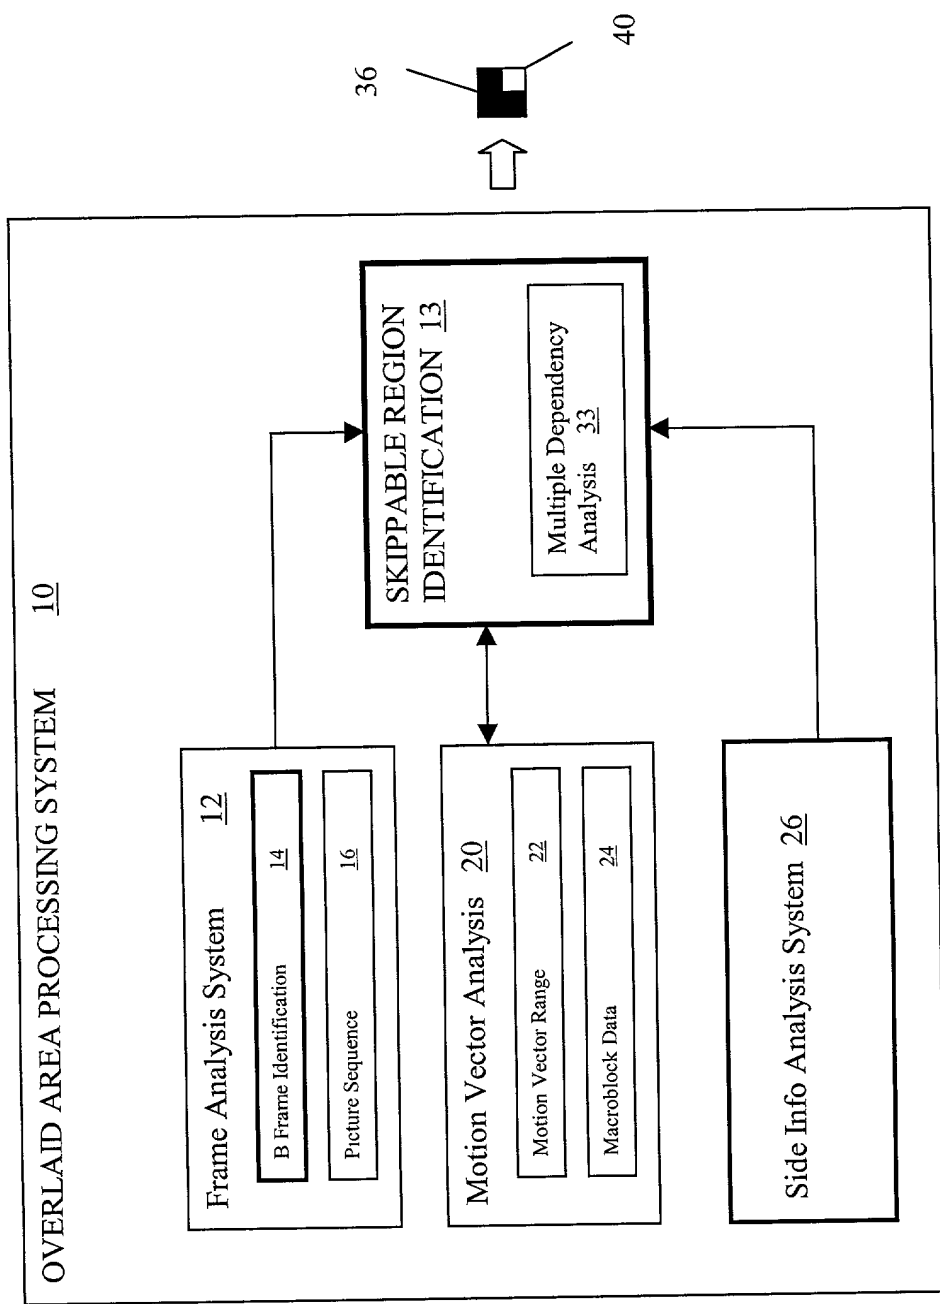 OVERLAID AREA PROCESSING SYSTEM 10
Frame Analysis System 12
B Frame Identification 14
Picture Sequence 16
Motion Vector Analysis 20
Motion Vector Range 22
Macroblock Data 24
Side Info Analysis System 26
SKIPPABLE REGION
IDENTIFICATION 13
Multiple Dependency
Analysis 33
36
40